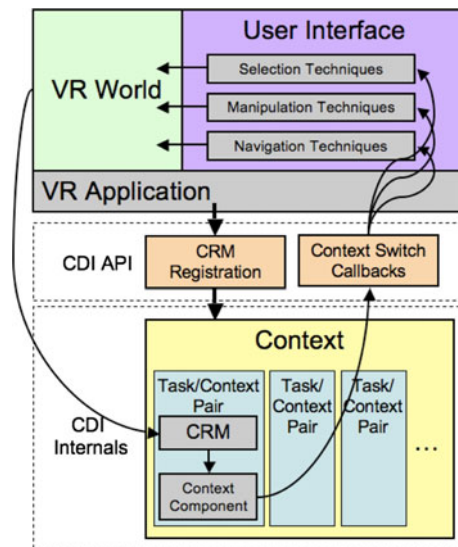 User Interface
VR World
Selection Techniques
Manipulation Techniques
Navigation Techniques
VR Application
CDI API
CRM
Registration
Context Switch
Callbacks
Context
CDI
Internals
Task/Context
Pair
CRM
Context
Component
Task/
Context
Pair
Task/
Context
Pair
...